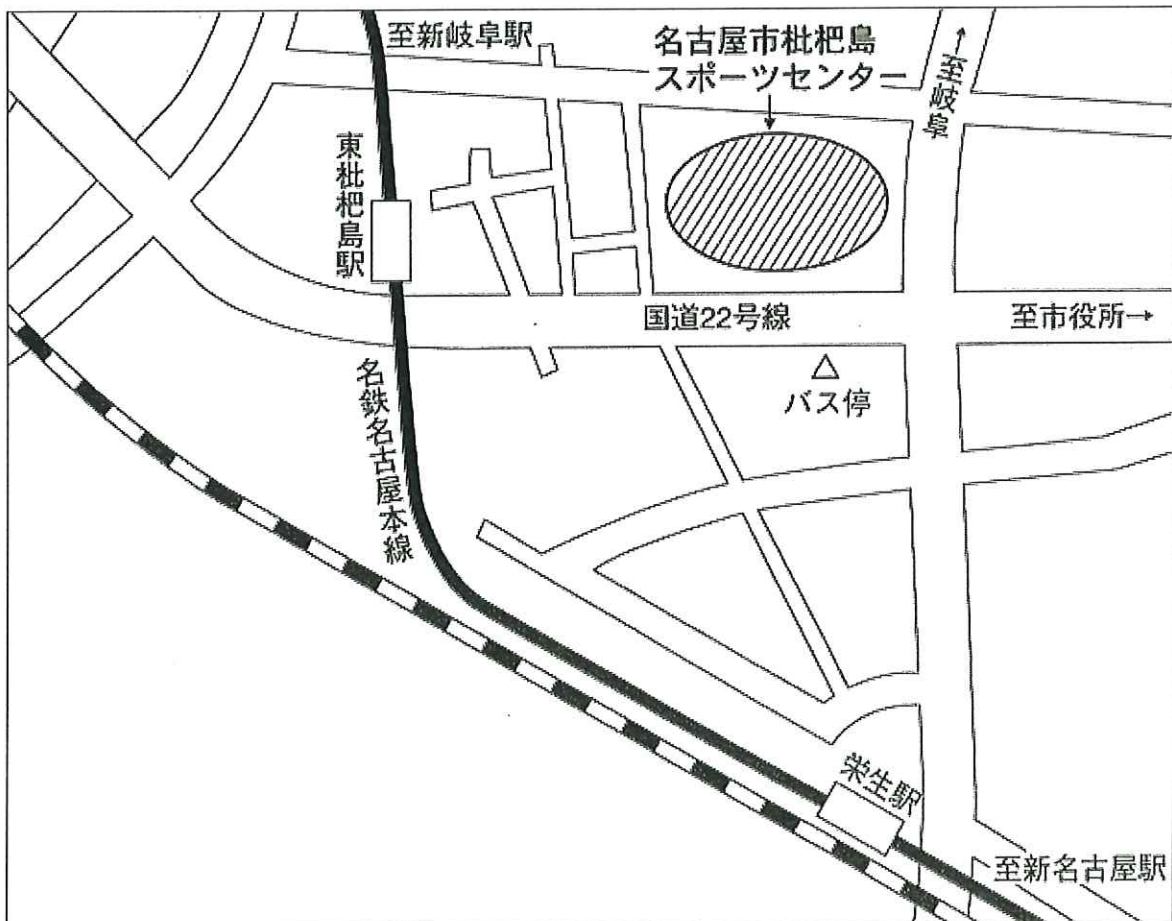 至新岐阜駅
名古屋市枇杷島
スポーツセンター
↑至岐阜
東枇杷島駅
国道22号線
至市役所→
バス停
名鉄名古屋本線
栄生駅
至新名古屋駅